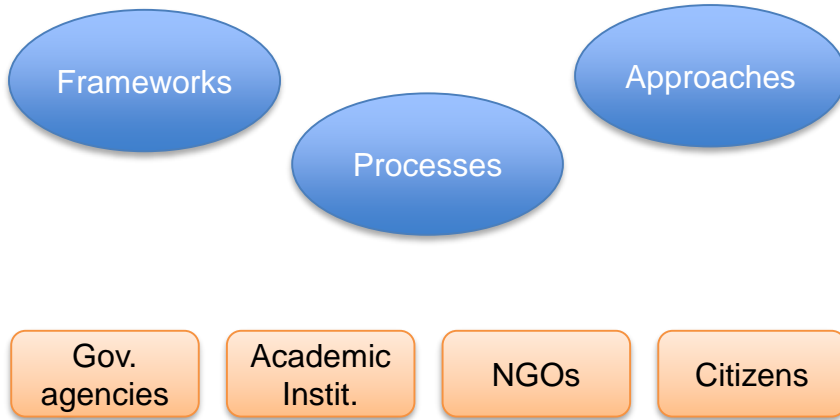 Frameworks
Approaches
Processes
Gov.
agencies
Academic
Instit.
NGOs
Citizens